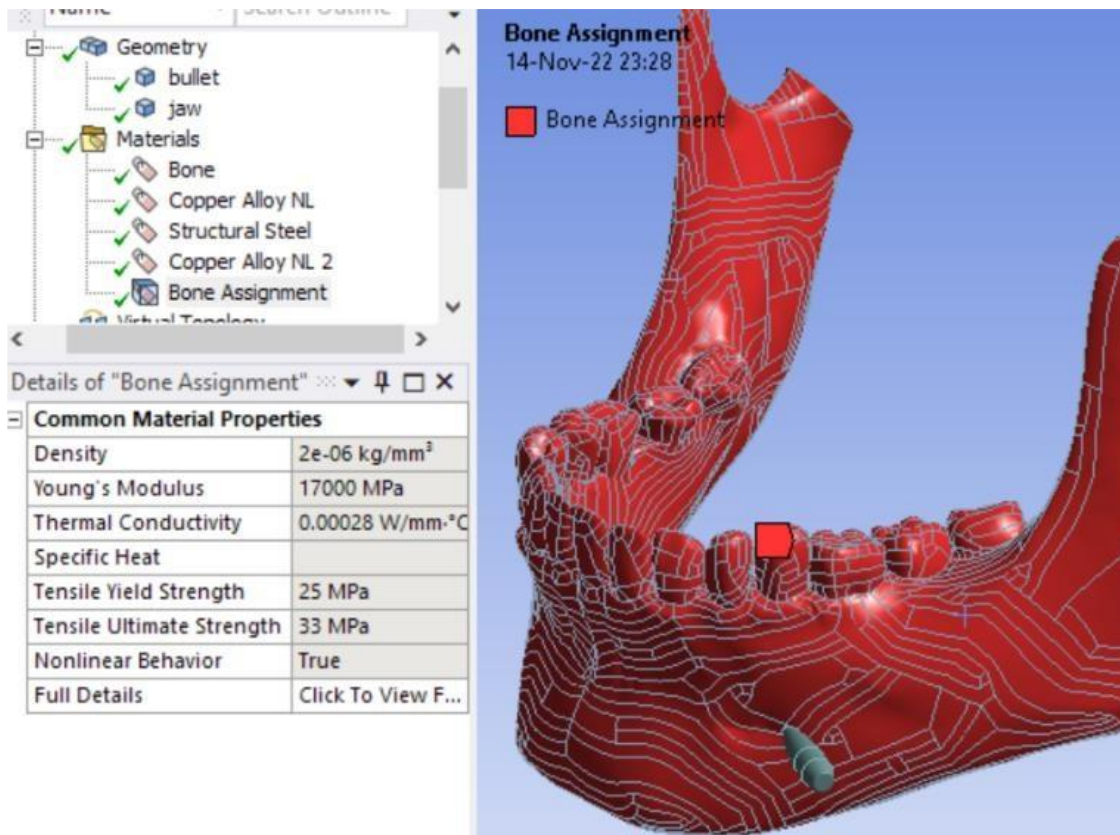 Geometry
bullet
jaw
Materials
Bone
Copper Alloy NL
Structural Steel
Copper Alloy NL 2
Bone Assignment
Virtual Topology
Details of "Bone Assignment"
Common Material Properties
Density 2e-06 kg/mm³
Young's Modulus 17000 MPa
Thermal Conductivity 0.00028 W/mm·°C
Specific Heat
Tensile Yield Strength 25 MPa
Tensile Ultimate Strength 33 MPa
Nonlinear Behavior True
Full Details Click To View F...
Bone Assignment
14-Nov-22 23:28
Bone Assignment